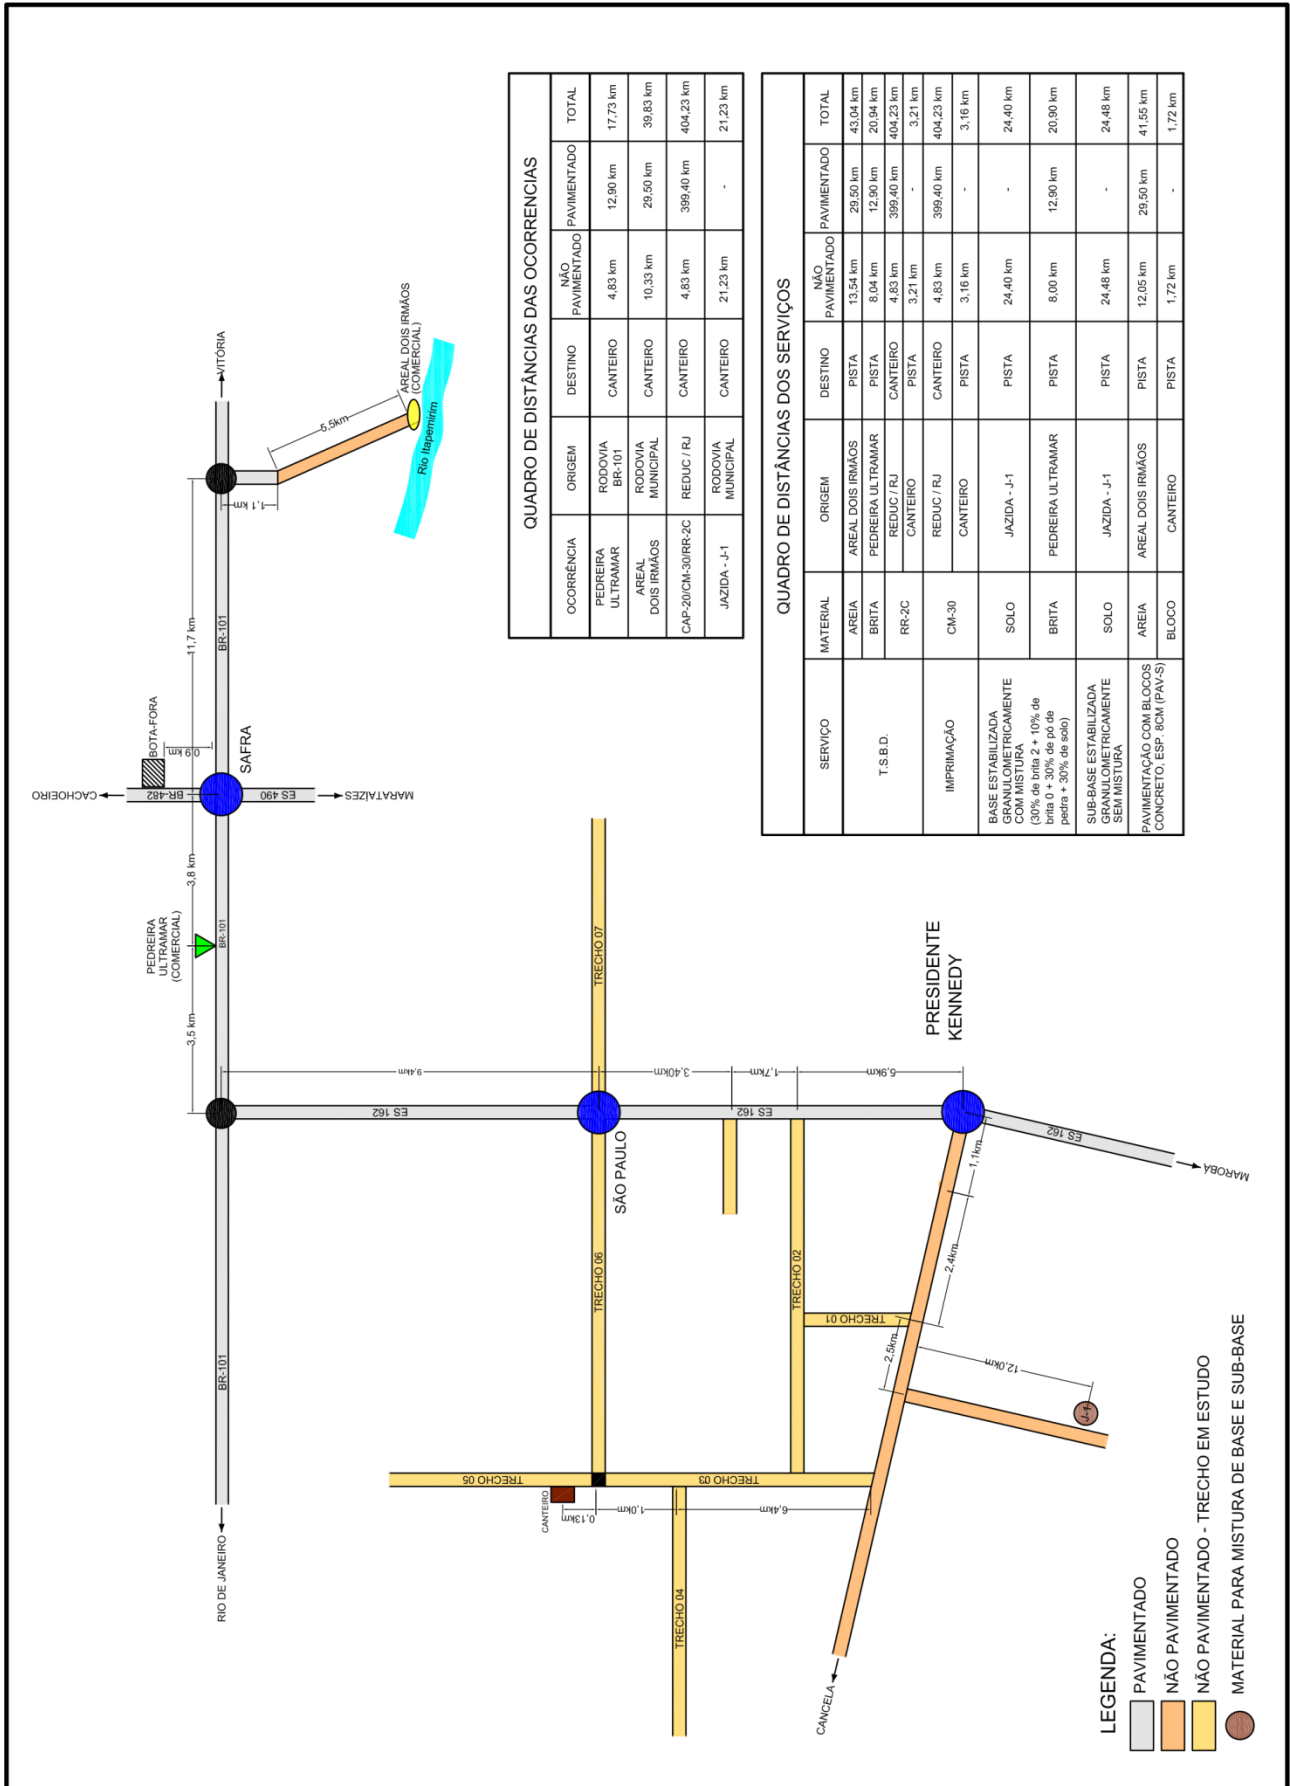 RIO DE JANEIRO
BR-101
3,5 km
PEDREIRA
ULTRAMAR
(COMERCIAL)
BR-101
3,8 km
CACHOEIRO
BR-482
BOTA-FORA
0,9 km
SAFRA
ES 490
MARATAÍZES
11,7 km
BR-101
VITÓRIA
1,1 km
5,5km
AREAL DOIS IRMÃOS
(COMERCIAL)
Rio Itapemirim
ES 162
9,4km
CANTEIRO
0,13km
1,0km
6,4km
TRECHO 05
TRECHO 03
TRECHO 04
TRECHO 06
SÃO PAULO
TRECHO 07
3,40km
1,7km
5,9km
ES 162
TRECHO 02
TRECHO 01
PRESIDENTE
KENNEDY
CANCELA
2,5km
2,4km
1,1km
12,0km
J-1
ES 162
MAROBÁ
QUADRO DE DISTÂNCIAS DAS OCORRENCIAS
OCORRÊNCIA ORIGEM DESTINO NÃO PAVIMENTADO PAVIMENTADO TOTAL
PEDREIRA ULTRAMAR RODOVIA BR-101 CANTEIRO 4,83 km 12,90 km 17,73 km
AREAL DOIS IRMÃOS RODOVIA MUNICIPAL CANTEIRO 10,33 km 29,50 km 39,83 km
CAP-20/CM-30/RR-2C REDUC / RJ CANTEIRO 4,83 km 399,40 km 404,23 km
JAZIDA - J-1 RODOVIA MUNICIPAL CANTEIRO 21,23 km - 21,23 km
QUADRO DE DISTÂNCIAS DOS SERVIÇOS
SERVIÇO MATERIAL ORIGEM DESTINO NÃO PAVIMENTADO PAVIMENTADO TOTAL
T.S.B.D. AREIA AREAL DOIS IRMÃOS PISTA 13,54 km 29,50 km 43,04 km
BRITA PEDREIRA ULTRAMAR PISTA 8,04 km 12,90 km 20,94 km
RR-2C REDUC / RJ CANTEIRO 4,83 km 399,40 km 404,23 km
CANTEIRO PISTA 3,21 km - 3,21 km
IMPRIMAÇÃO CM-30 REDUC / RJ CANTEIRO 4,83 km 399,40 km 404,23 km
CANTEIRO PISTA 3,16 km - 3,16 km
BASE ESTABILIZADA
GRANULOMETRICAMENTE
COM MISTURA
(30% de brita 2 + 10% de
brita 0 + 30% de pó de
pedra + 30% de solo)
SOLO JAZIDA - J-1 PISTA 24,40 km - 24,40 km
BRITA PEDREIRA ULTRAMAR PISTA 8,00 km 12,90 km 20,90 km
SUB-BASE ESTABILIZADA
GRANULOMETRICAMENTE
SEM MISTURA
SOLO JAZIDA - J-1 PISTA 24,48 km - 24,48 km
PAVIMENTAÇÃO COM BLOCOS
CONCRETO, ESP. 8CM (PAV-S)
AREIA AREAL DOIS IRMÃOS PISTA 12,05 km 29,50 km 41,55 km
BLOCO CANTEIRO PISTA 1,72 km - 1,72 km
LEGENDA:
PAVIMENTADO
NÃO PAVIMENTADO
NÃO PAVIMENTADO - TRECHO EM ESTUDO
MATERIAL PARA MISTURA DE BASE E SUB-BASE